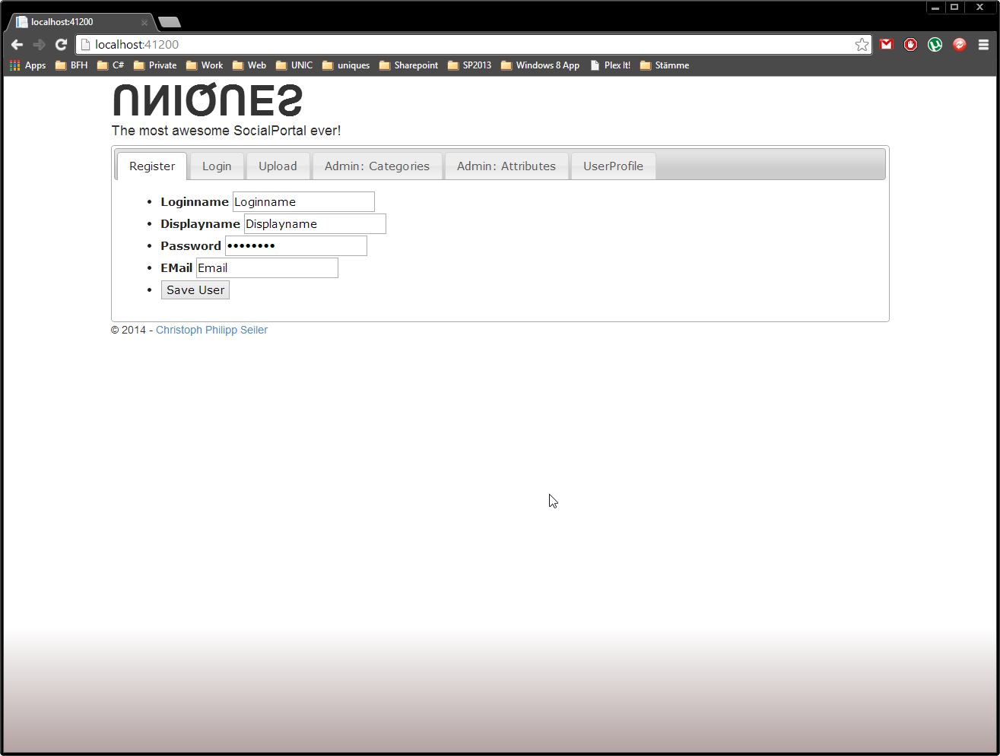 localhost:41200
localhost:41200
Apps BFH C# Private Work Web UNIC uniques Sharepoint SP2013 Windows 8 App Plex It! Stämme
UNIQUES
The most awesome SocialPortal ever!
Register Login Upload Admin: Categories Admin: Attributes UserProfile
• Loginname Loginname
• Displayname Displayname
• Password ••••••••
• EMail Email
• Save User
© 2014 - Christoph Philipp Seiler